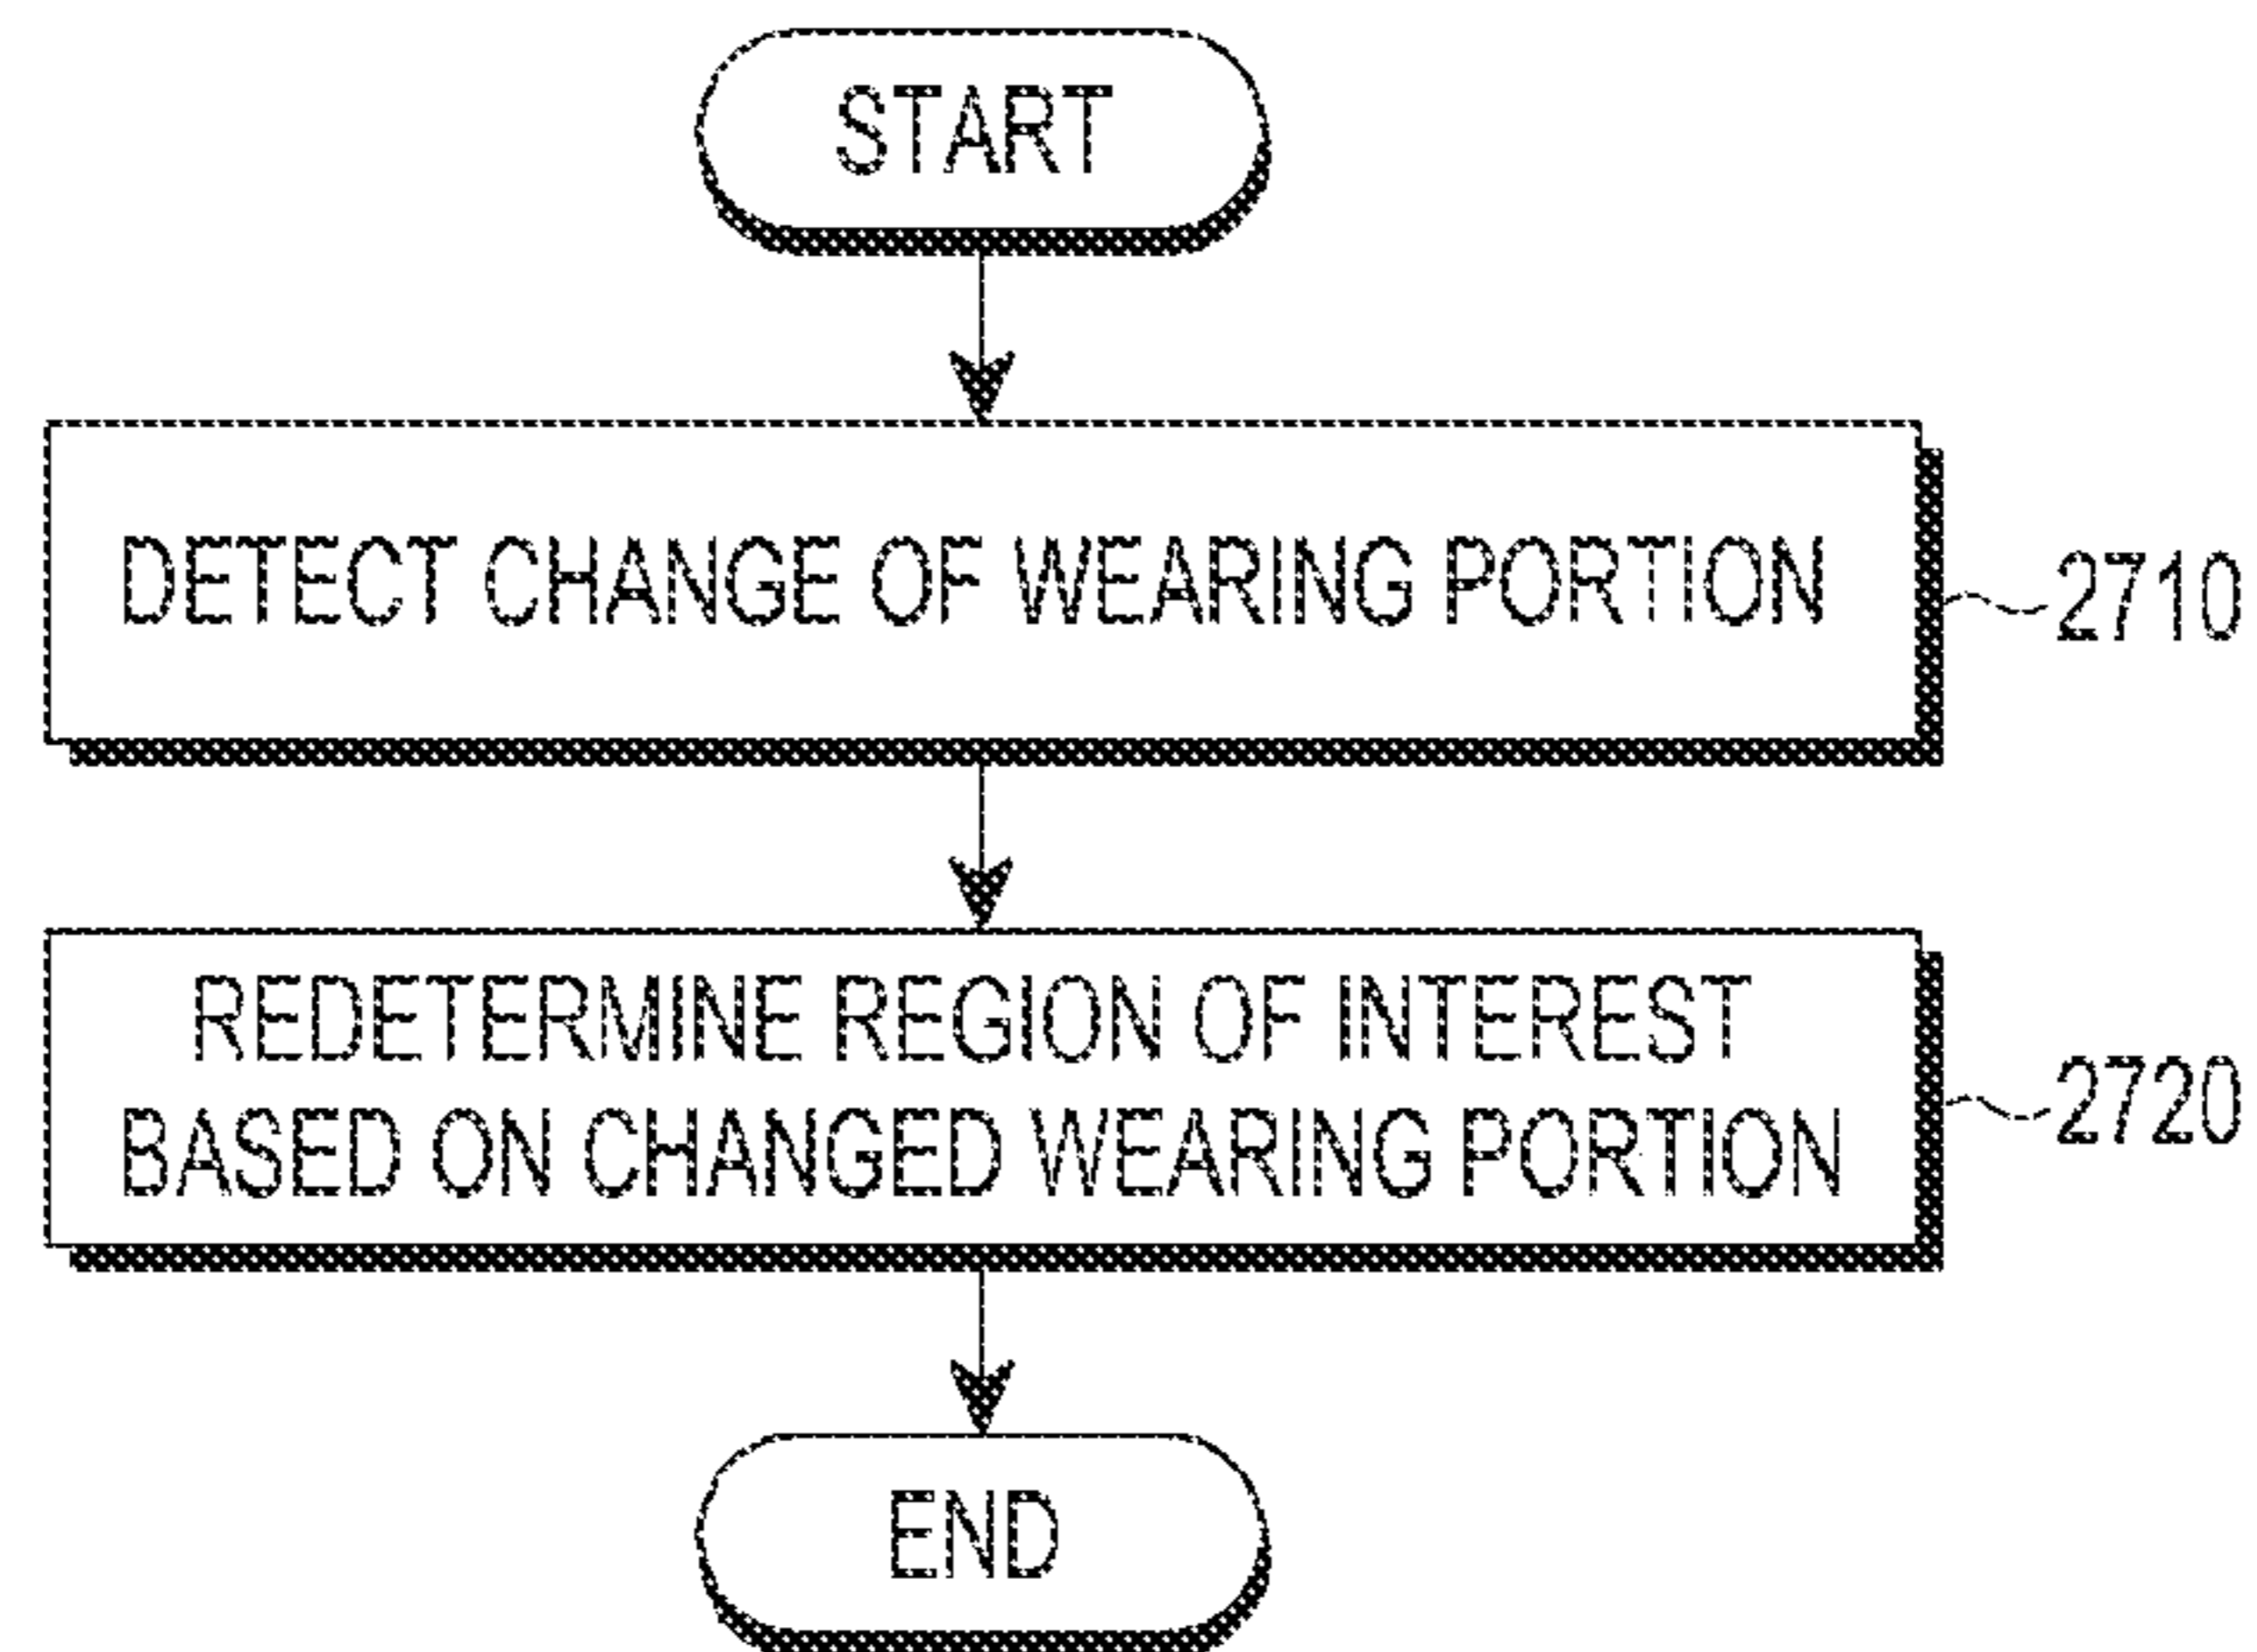 START
DETECT CHANGE OF WEARING PORTION
2710
REDETERMINE REGION OF INTEREST
BASED ON CHANGED WEARING PORTION
2720
END